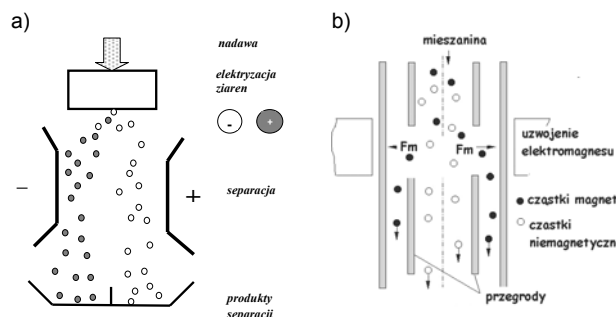 a)
nadawa
elektryzacja
ziaren
-
+
− +
separacja
produkty
separacji
b)
mieszanina
Fm Fm
uzwojenie
elektromagnesu
cząstki magnet
czastki
niemagnetyczn
przegrody